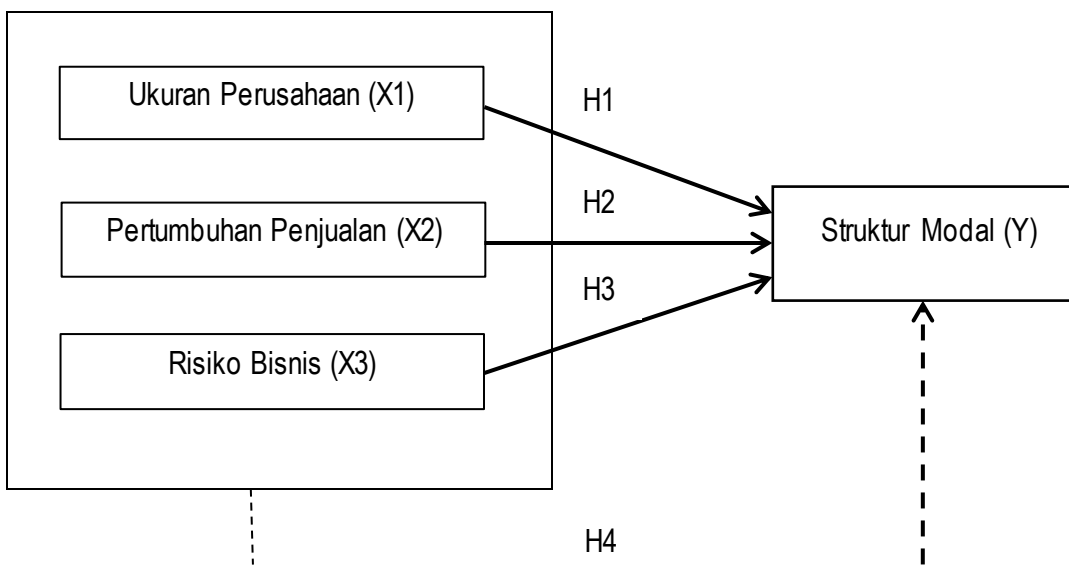 Ukuran Perusahaan (X1)
H1
Pertumbuhan Penjualan (X2)
H2
Struktur Modal (Y)
H3
Risiko Bisnis (X3)
H4